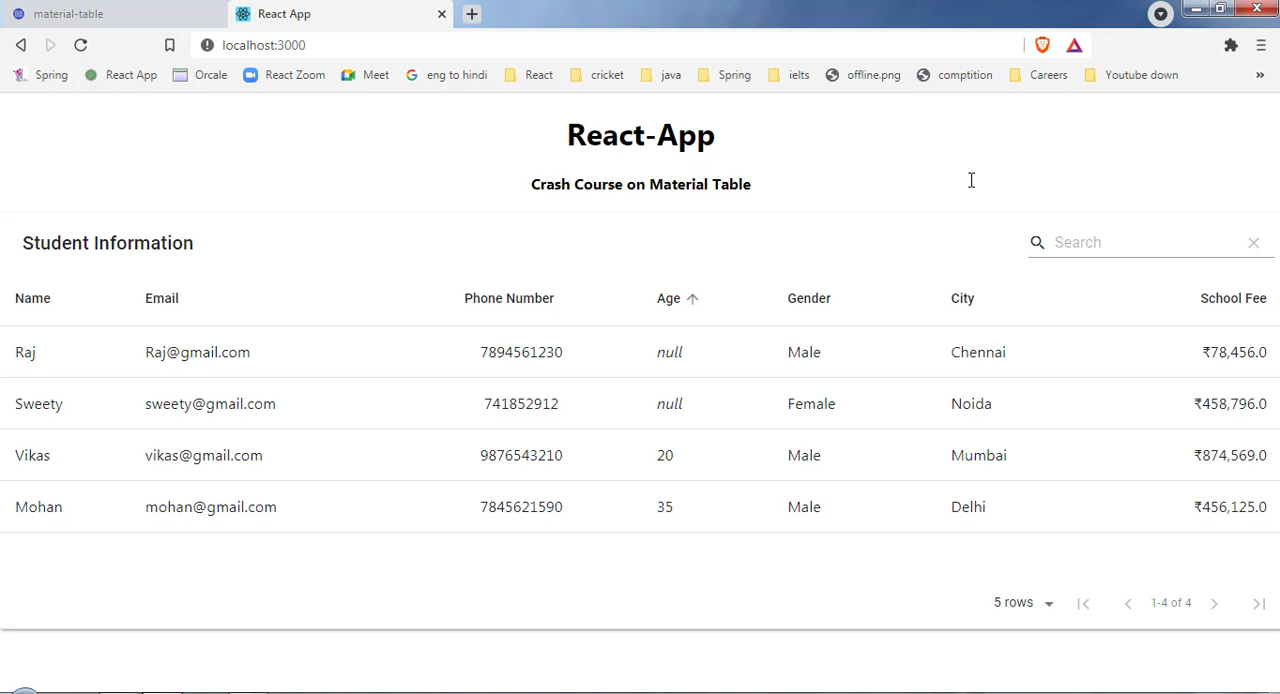 material-table
React App
localhost:3000
Spring React App Orcale React Zoom Meet eng to hindi React cricket java Spring ielts offline.png comptition Careers Youtube down »
React-App
Crash Course on Material Table
Student Information
Search
Name Email Phone Number Age Gender City School Fee
Raj Raj@gmail.com 7894561230 null Male Chennai ₹78,456.0
Sweety sweety@gmail.com 741852912 null Female Noida ₹458,796.0
Vikas vikas@gmail.com 9876543210 20 Male Mumbai ₹874,569.0
Mohan mohan@gmail.com 7845621590 35 Male Delhi ₹456,125.0
5 rows 1-4 of 4